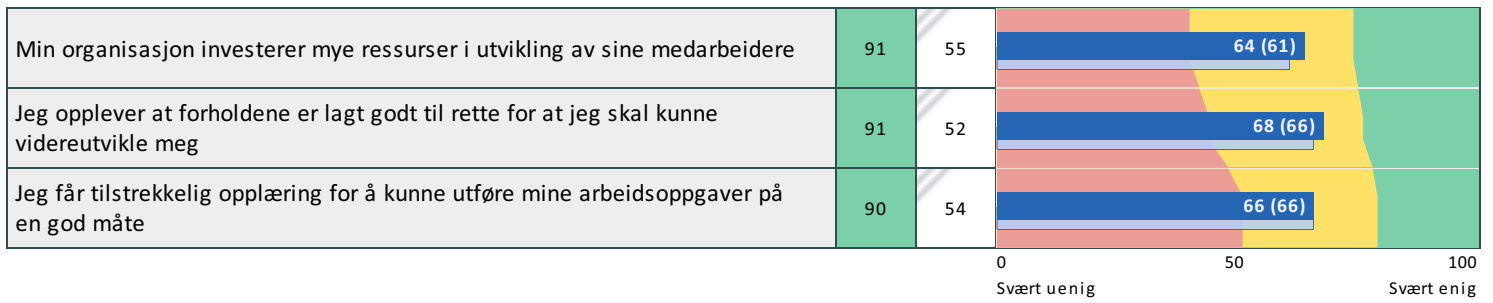 Min organisasjon investerer mye ressurser i utvikling av sine medarbeidere 91 55 64 (61)
Jeg opplever at forholdene er lagt godt til rette for at jeg skal kunne
videreutvikle meg 91 52 68 (66)
Jeg får tilstrekkelig opplæring for å kunne utføre mine arbeidsoppgaver på
en god måte 90 54 66 (66)
0 50 100
Svært uenig Svært enig